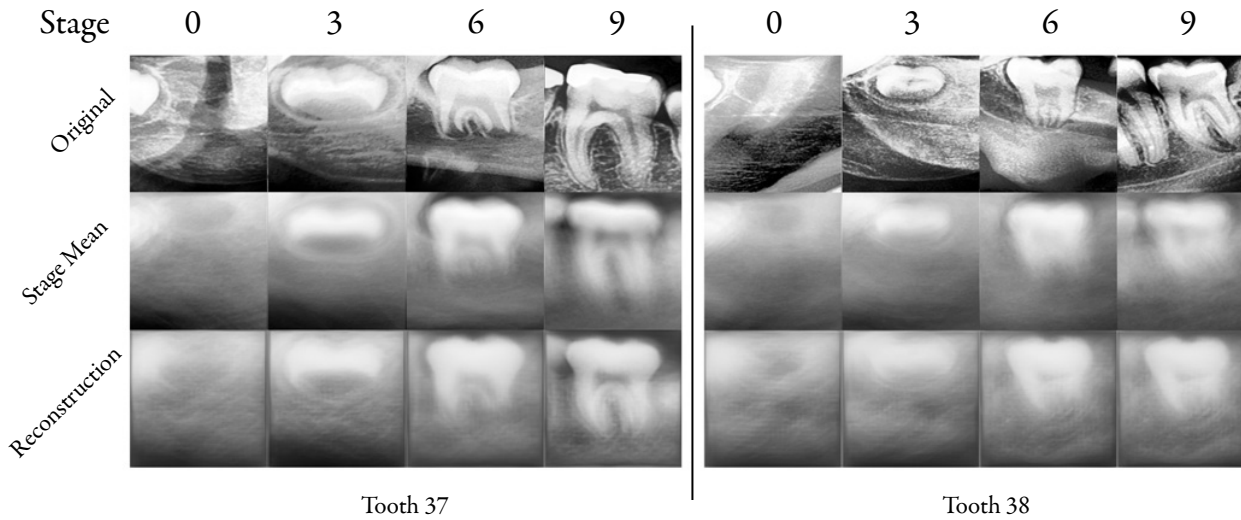 Stage 0 3 6 9 0 3 6 9
Original
Stage Mean
Reconstruction
Tooth 37 Tooth 38